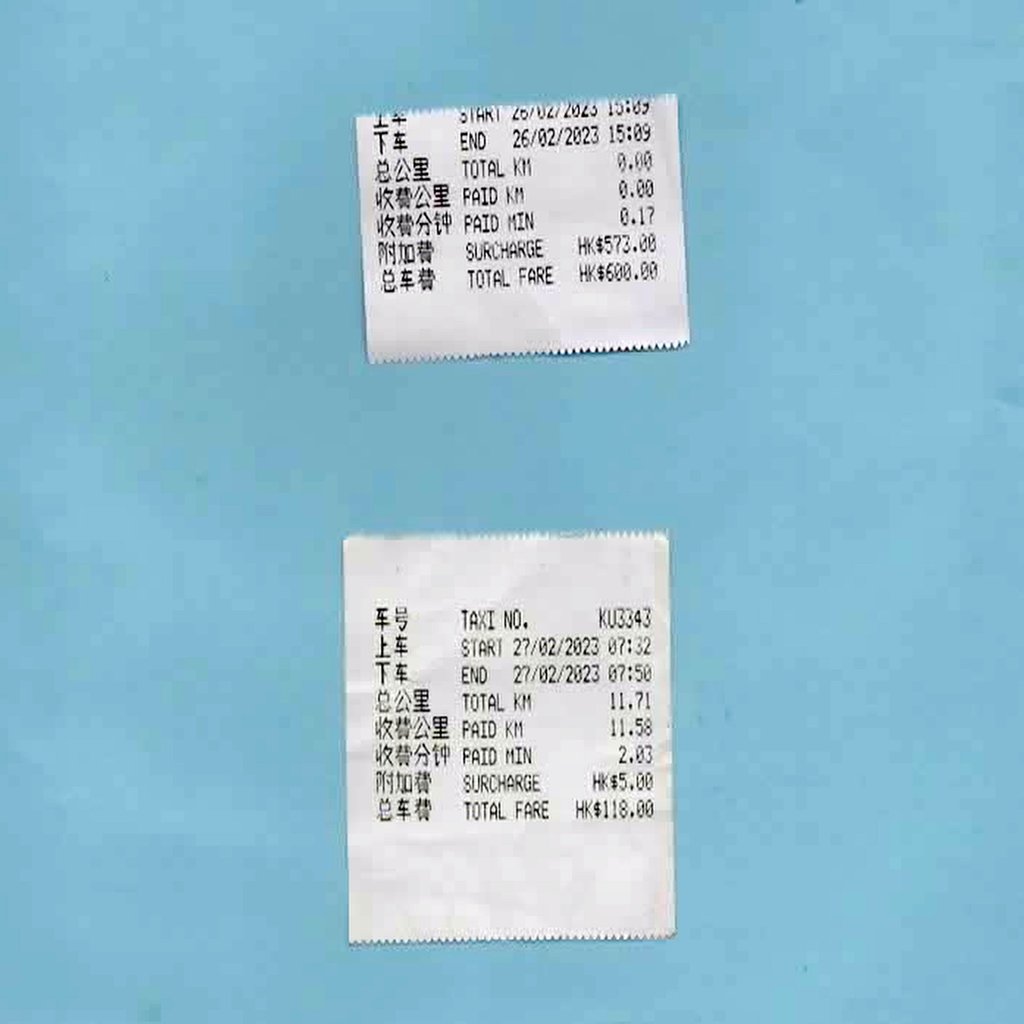 上车 START 26/02/2023 15:09
下车 END 26/02/2023 15:09
总公里 TOTAL KM 0.00
收费公里 PAID KM 0.00
收费分钟 PAID MIN 0.17
附加费 SURCHARGE HK$573.00
总车费 TOTAL FARE HK$600.00
车号 TAXI NO. KU3343
上车 START 27/02/2023 07:32
下车 END 27/02/2023 07:50
总公里 TOTAL KM 11.71
收费公里 PAID KM 11.58
收费分钟 PAID MIN 2.03
附加费 SURCHARGE HK$5.00
总车费 TOTAL FARE HK$118.00